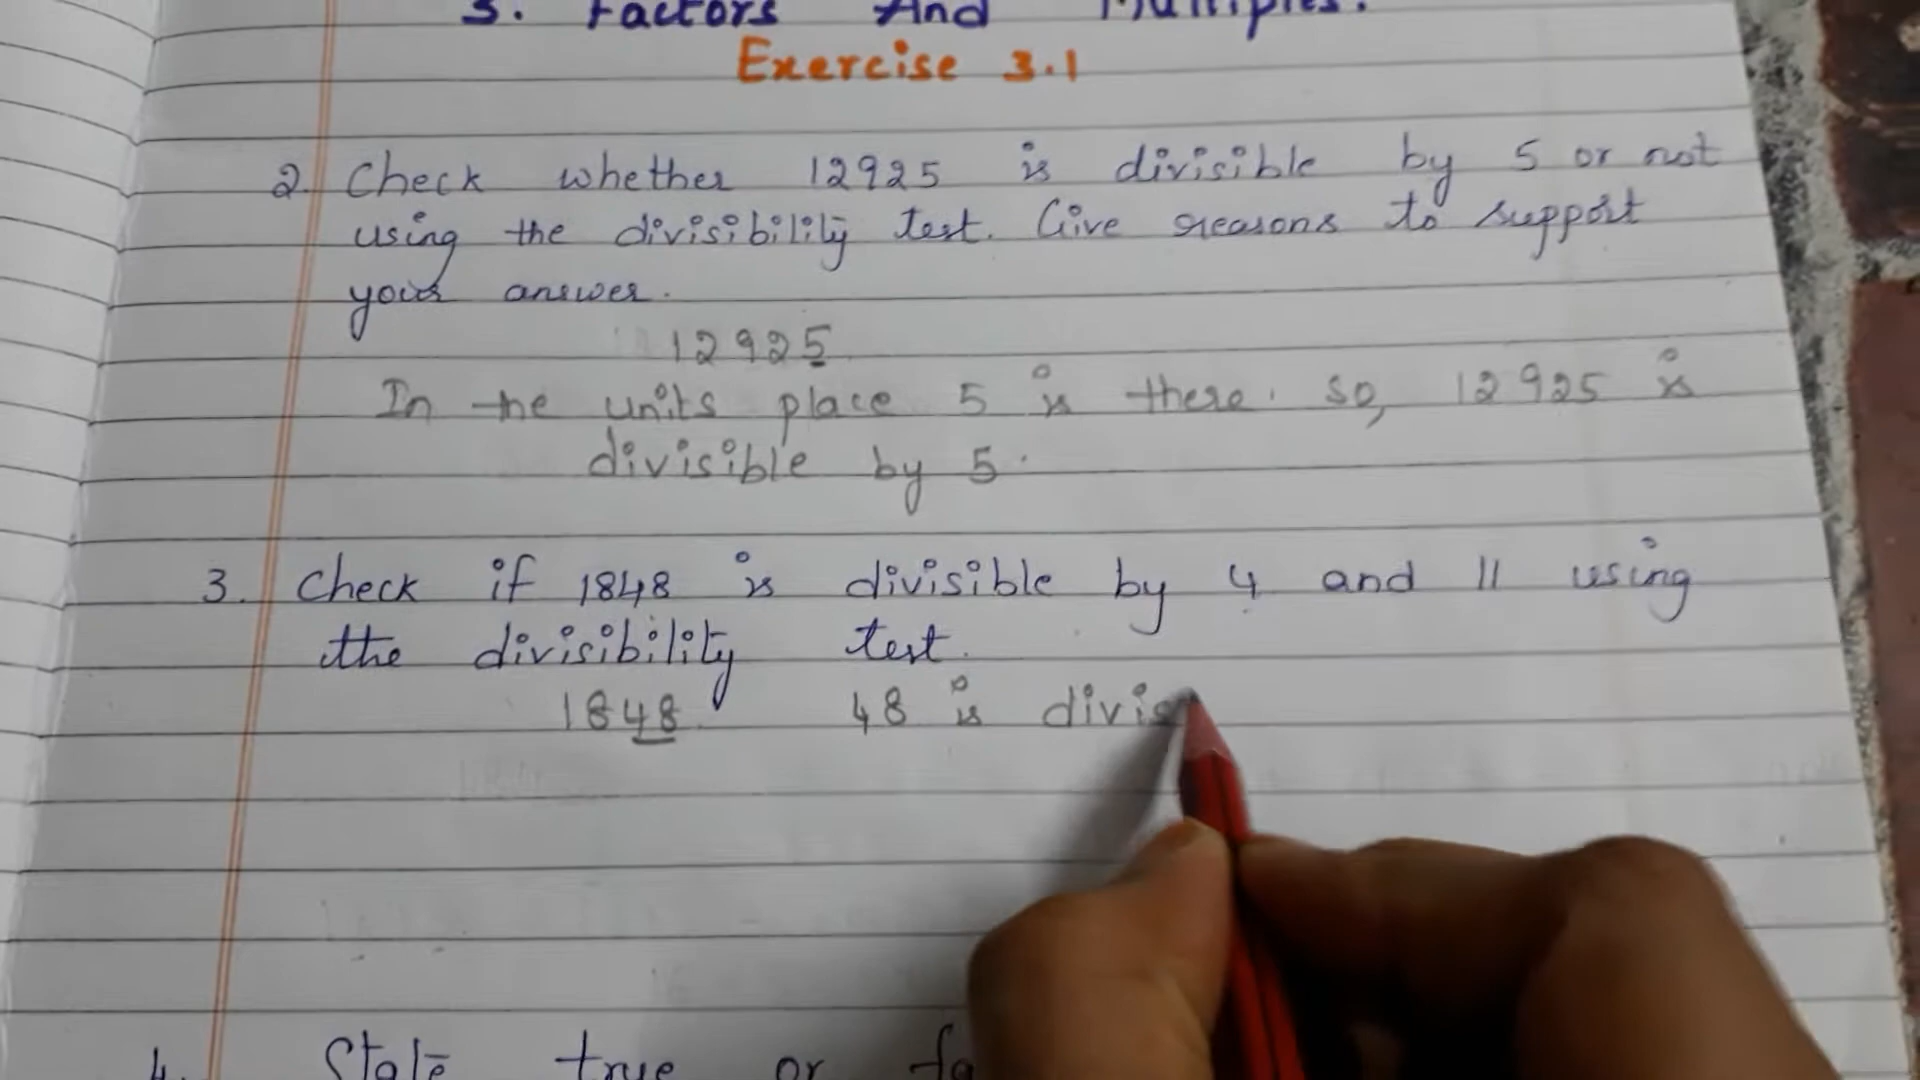 3. Factors And Multiples.
Exercise 3.1
2. Check whether 12925 is divisible by 5 or not
using the divisibility test. Give reasons to support
your answer.
12925
In the units place 5 is there. so, 12925 is
divisible by 5.
3. Check if 1848 is divisible by 4 and 11 using
the divisibility test.
1848 48 is divis
4. State true or fa